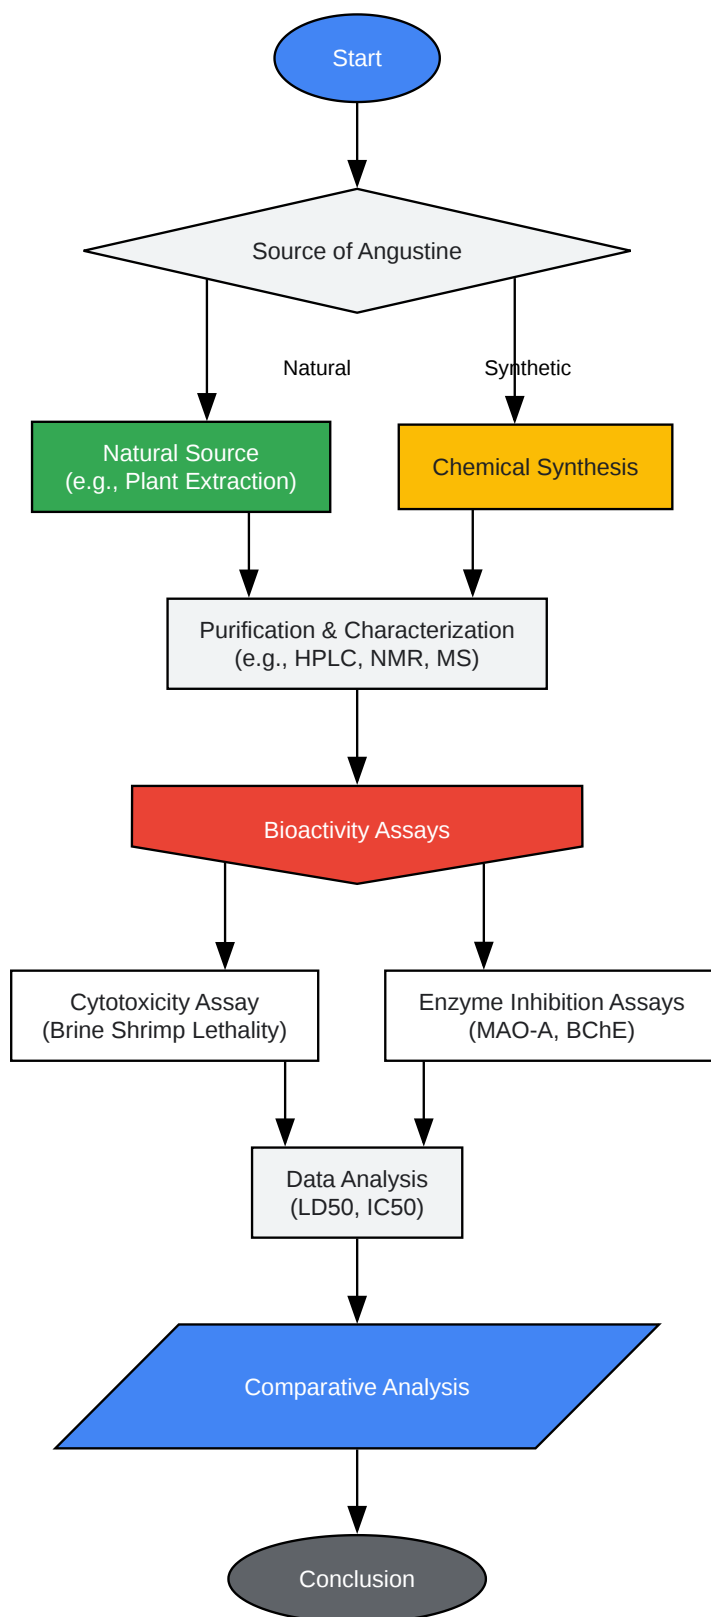 Start
Source of Angustine
Natural
Synthetic
Natural Source
(e.g., Plant Extraction)
Chemical Synthesis
Purification & Characterization
(e.g., HPLC, NMR, MS)
Bioactivity Assays
Cytotoxicity Assay
(Brine Shrimp Lethality)
Enzyme Inhibition Assays
(MAO-A, BChE)
Data Analysis
(LD50, IC50)
Comparative Analysis
Conclusion